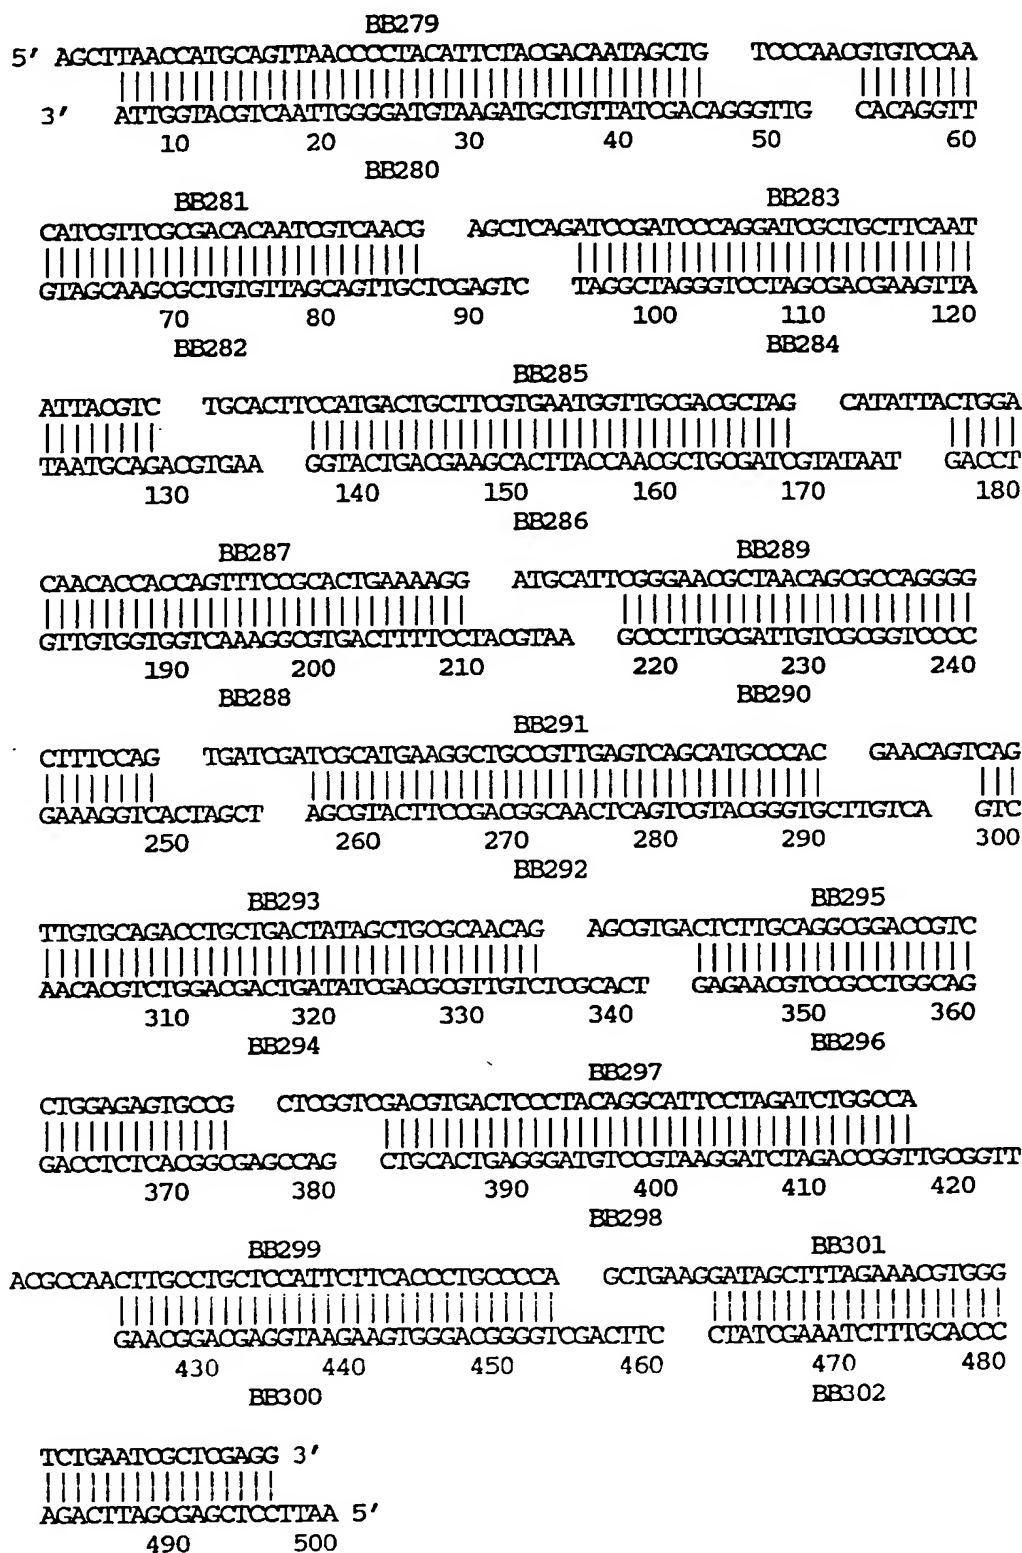 BB279
5' AGCTTAACCATGCAGTTAACCCCTACATTCTACGACAATAGCTG TCCCAACGTGTCCAA
3' ATTGGTACGTCAATTGGGGATGTAAGATGCTGTTATCGACAGGGTTG CACAGGTT
10 20 30 40 50 60
BB280
BB281 BB283
CATCGTTCGCGACACAATCGTCAACG AGCTCAGATCCGATCCCAGGATCGCTGCTTCAAT
GTAGCAAGCGCTGTGTTAGCAGTTGCTCGAGTC TAGGCTAGGGTCCTAGCGACGAAGTTA
70 80 90 100 110 120
BB282 BB284
BB285
ATTACGTC TGCACTTCCATGACTGCTTCGTGAATGGTTGCGACGCTAG CATATTACTGGA
TAATGCAGACGTGAA GGTACTGACGAAGCACTTACCAACGCTGCGATCGTATAAT GACCT
130 140 150 160 170 180
BB286
BB287 BB289
CAACACCACCAGTTTCCGCACTGAAAAGG ATGCATTCGGGAACGCTAACAGCGCCAGGGG
GTTGTGGTGGTCAAAGGCGTGACTTTTCCTACGTAA GCCCTTGCGATTGTCGCGGTCCCC
190 200 210 220 230 240
BB288 BB290
BB291
CTTTCCAG TGATCGATCGCATGAAGGCTGCCGTTGAGTCAGCATGCCCAC GAACAGTCAG
GAAAGGTCACTAGCT AGCGTACTTCCGACGGCAACTCAGTCGTACGGGTGCTTGTCA GTC
250 260 270 280 290 300
BB292
BB293 BB295
TTGTGCAGACCTGCTGACTATAGCTGCGCAACAG AGCGTGACTCTTGCAGGCGGACCGTC
AACACGTCTGGACGACTGATATCGACGCGTTGTCTCGCACT GAGAACGTCCGCCTGGCAG
310 320 330 340 350 360
BB294 BB296
BB297
CTGGAGAGTGCCG CTCGGTCGACGTGACTCCCTACAGGCATTCCTAGATCTGGCCA
GACCTCTCACGGCGAGCCAG CTGCACTGAGGGATGTCCGTAAGGATCTAGACCGGTTGCGGTT
370 380 390 400 410 420
BB298
BB299 BB301
ACGCCAACTTGCCTGCTCCATTCTTCACCCTGCCCCA GCTGAAGGATAGCTTTAGAAACGTGGG
GAACGGACGAGGTAAGAAGTGGGACGGGGTCGACTTC CTATCGAAATCTTTGCACCC
430 440 450 460 470 480
BB300 BB302
TCTGAATCGCTCGAGG 3'
AGACTTAGCGAGCTCCTTAA 5'
490 500